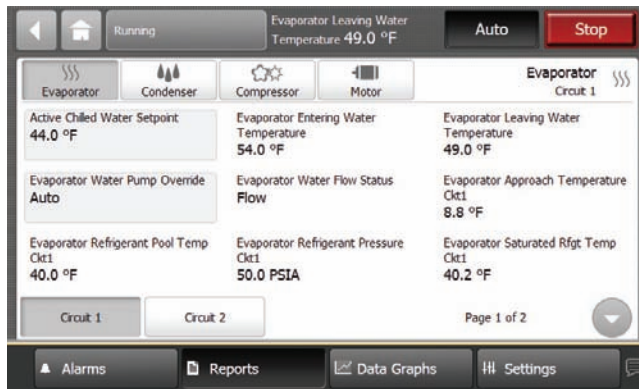 Running
Evaporator Leaving Water
Temperature 49.0 °F
Auto
Stop
Evaporator
Condenser
Compressor
Motor
Evaporator
Circuit 1
Active Chilled Water Setpoint
44.0 °F
Evaporator Entering Water
Temperature
54.0 °F
Evaporator Leaving Water
Temperature
49.0 °F
Evaporator Water Pump Override
Auto
Evaporator Water Flow Status
Flow
Evaporator Approach Temperature
Ckt1
8.8 °F
Evaporator Refrigerant Pool Temp
Ckt1
40.0 °F
Evaporator Refrigerant Pressure
Ckt1
50.0 PSIA
Evaporator Saturated Rfgt Temp
Ckt1
40.2 °F
Circuit 1
Circuit 2
Page 1 of 2
Alarms
Reports
Data Graphs
Settings